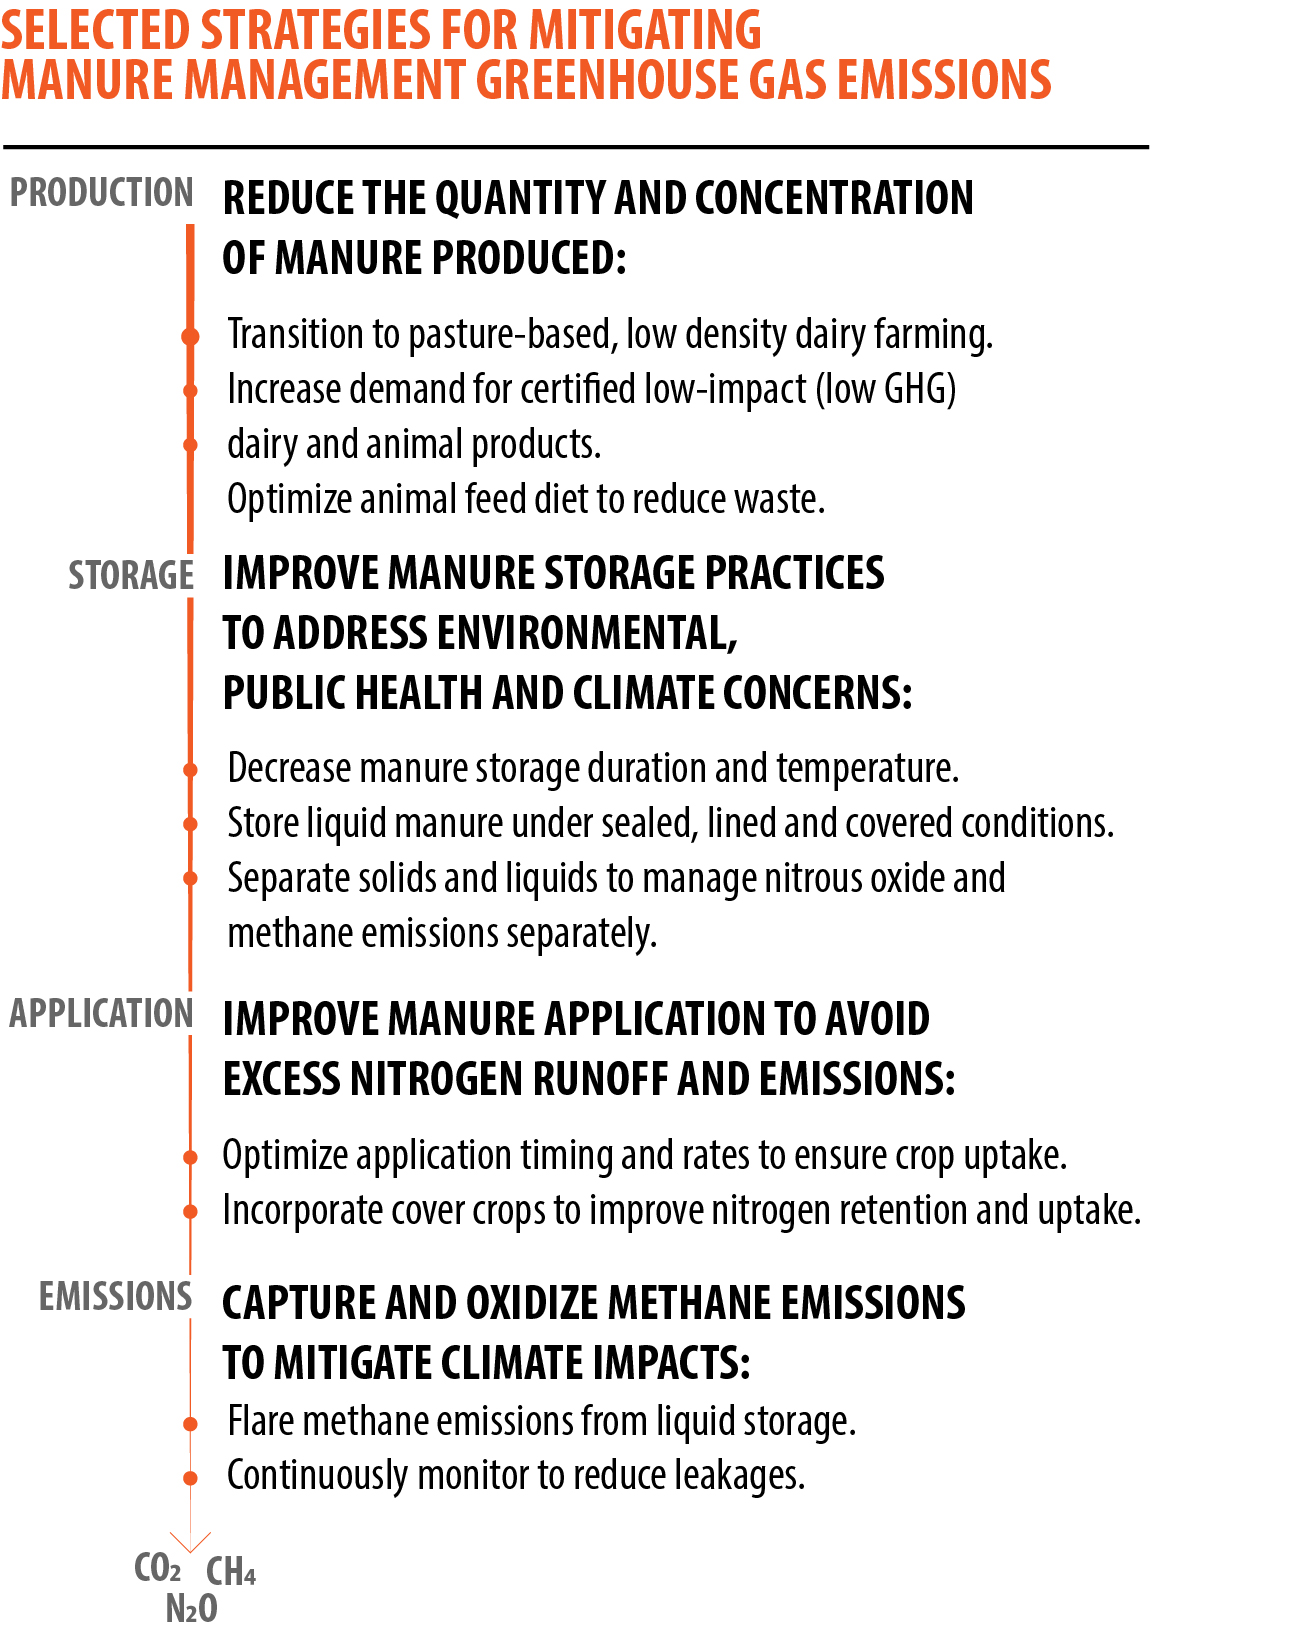 SELECTED STRATEGIES FOR MITIGATING
MANURE MANAGEMENT GREENHOUSE GAS EMISSIONS
PRODUCTION
REDUCE THE QUANTITY AND CONCENTRATION
OF MANURE PRODUCED:
Transition to pasture-based, low density dairy farming.
Increase demand for certified low-impact (low GHG)
dairy and animal products.
Optimize animal feed diet to reduce waste.
STORAGE
IMPROVE MANURE STORAGE PRACTICES
TO ADDRESS ENVIRONMENTAL,
PUBLIC HEALTH AND CLIMATE CONCERNS:
Decrease manure storage duration and temperature.
Store liquid manure under sealed, lined and covered conditions.
Separate solids and liquids to manage nitrous oxide and
methane emissions separately.
APPLICATION
IMPROVE MANURE APPLICATION TO AVOID
EXCESS NITROGEN RUNOFF AND EMISSIONS:
Optimize application timing and rates to ensure crop uptake.
Incorporate cover crops to improve nitrogen retention and uptake.
EMISSIONS
CAPTURE AND OXIDIZE METHANE EMISSIONS
TO MITIGATE CLIMATE IMPACTS:
Flare methane emissions from liquid storage.
Continuously monitor to reduce leakages.
CO₂ CH₄
N₂O